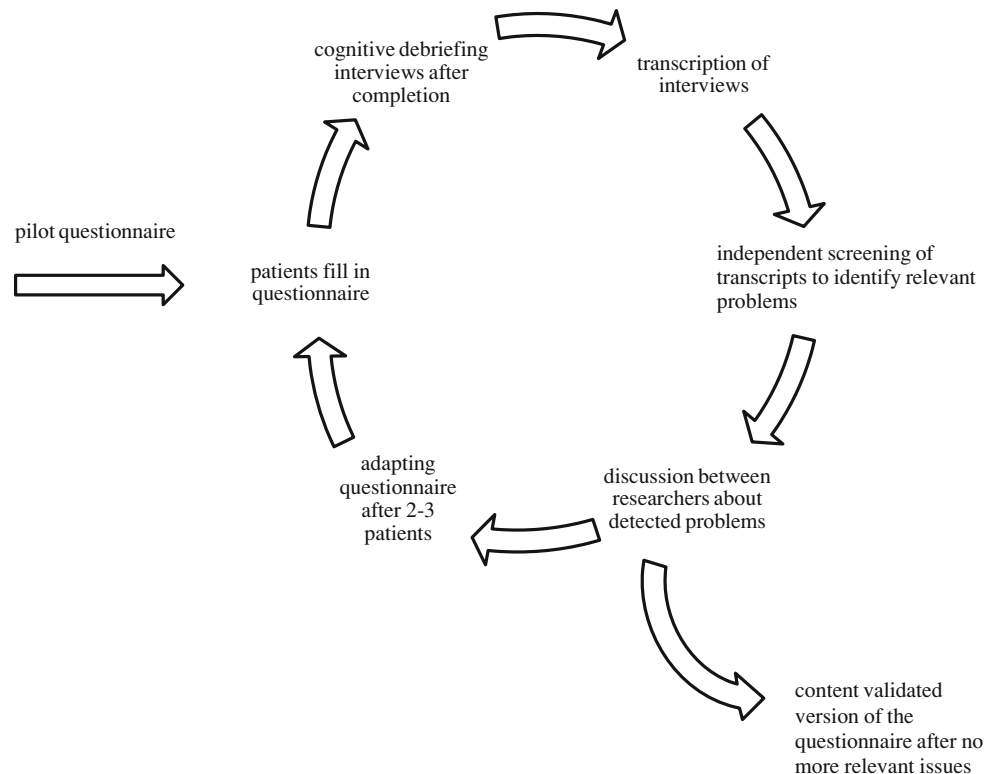 pilot questionnaire
patients fill in
questionnaire
cognitive debriefing
interviews after
completion
transcription of
interviews
independent screening of
transcripts to identify relevant
problems
discussion between
researchers about
detected problems
adapting
questionnaire
after 2-3
patients
content validated
version of the
questionnaire after no
more relevant issues